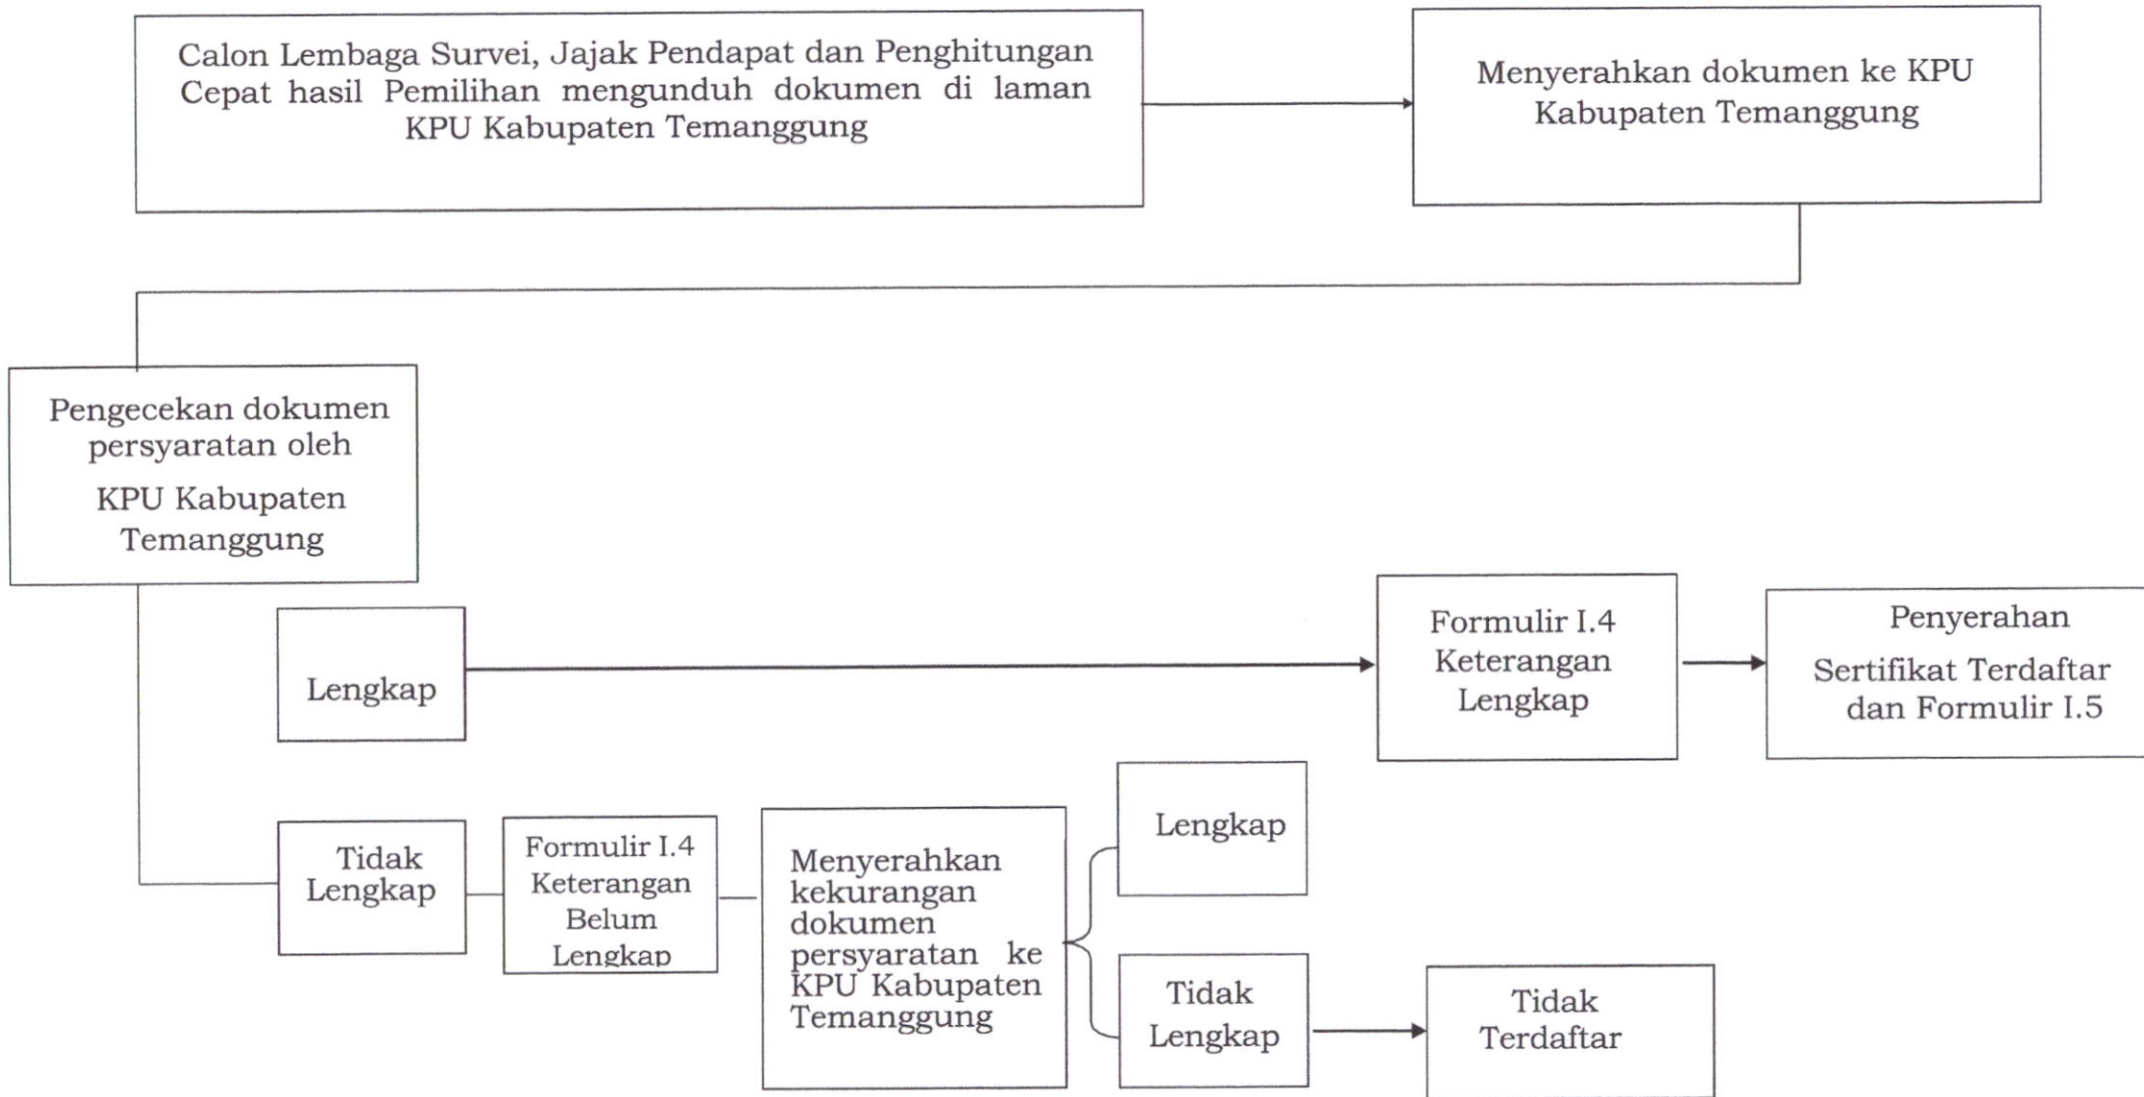 Calon Lembaga Survei, Jajak Pendapat dan Penghitungan
Cepat hasil Pemilihan mengunduh dokumen di laman
KPU Kabupaten Temanggung
Menyerahkan dokumen ke KPU
Kabupaten Temanggung
Pengecekan dokumen
persyaratan oleh
KPU Kabupaten
Temanggung
Lengkap
Formulir I.4
Keterangan
Lengkap
Penyerahan
Sertifikat Terdaftar
dan Formulir I.5
Tidak
Lengkap
Formulir I.4
Keterangan
Belum
Lengkap
Menyerahkan
kekurangan
dokumen
persyaratan ke
KPU Kabupaten
Temanggung
Lengkap
Tidak
Lengkap
Tidak
Terdaftar